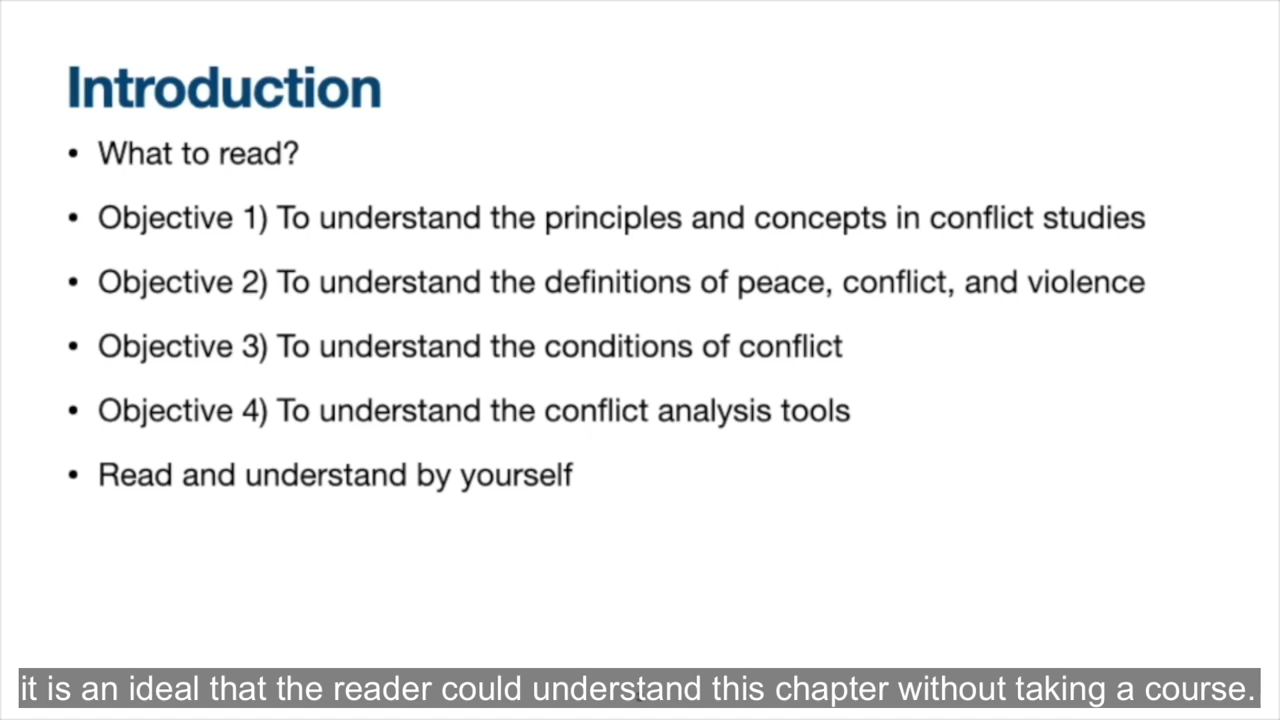 Introduction
• What to read?
• Objective 1) To understand the principles and concepts in conflict studies
• Objective 2) To understand the definitions of peace, conflict, and violence
• Objective 3) To understand the conditions of conflict
• Objective 4) To understand the conflict analysis tools
• Read and understand by yourself
it is an ideal that the reader could understand this chapter without taking a course.